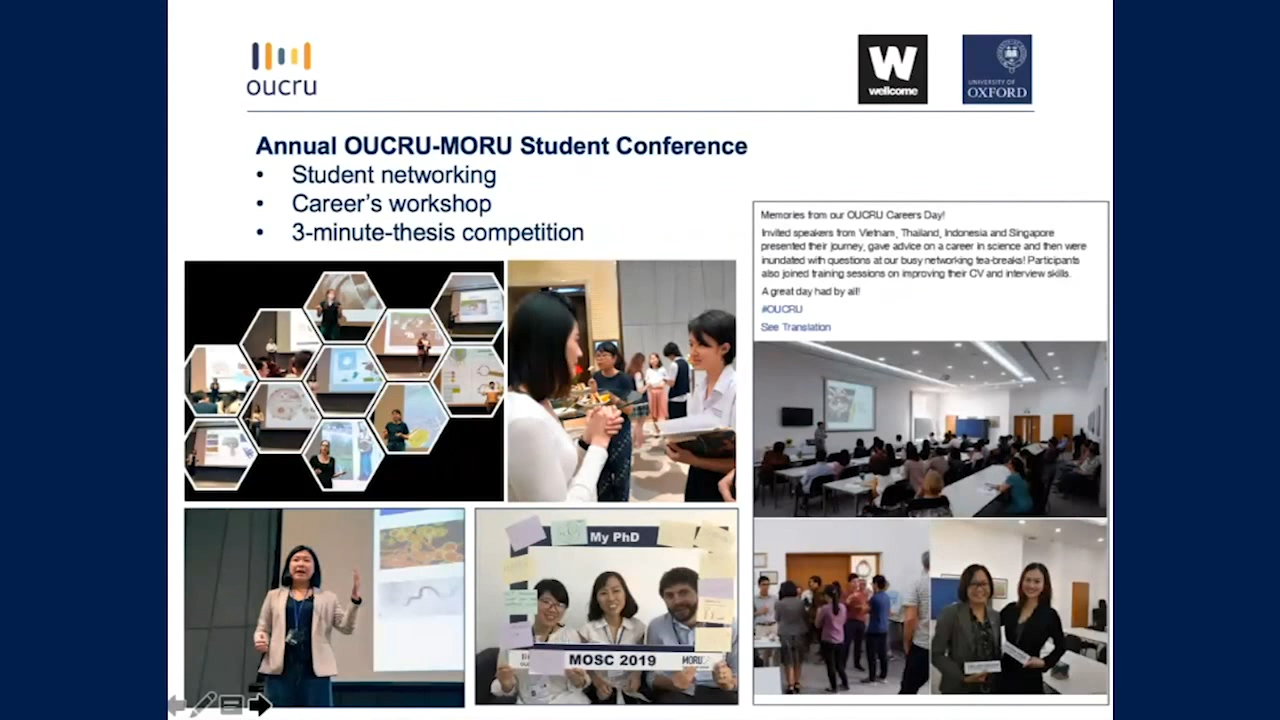 oucru
W
wellcome
UNIVERSITY OF
OXFORD
Annual OUCRU-MORU Student Conference
• Student networking
• Career's workshop
• 3-minute-thesis competition
Memories from our OUCRU Careers Day!
Invited speakers from Vietnam, Thailand, Indonesia and Singapore
presented their journey, gave advice on a career in science and then were
inundated with questions at our busy networking tea-breaks! Participants
also joined training sessions on improving their CV and interview skills.
A great day had by all!
#OUCRU
See Translation
My PhD
MOSC 2019
MORU